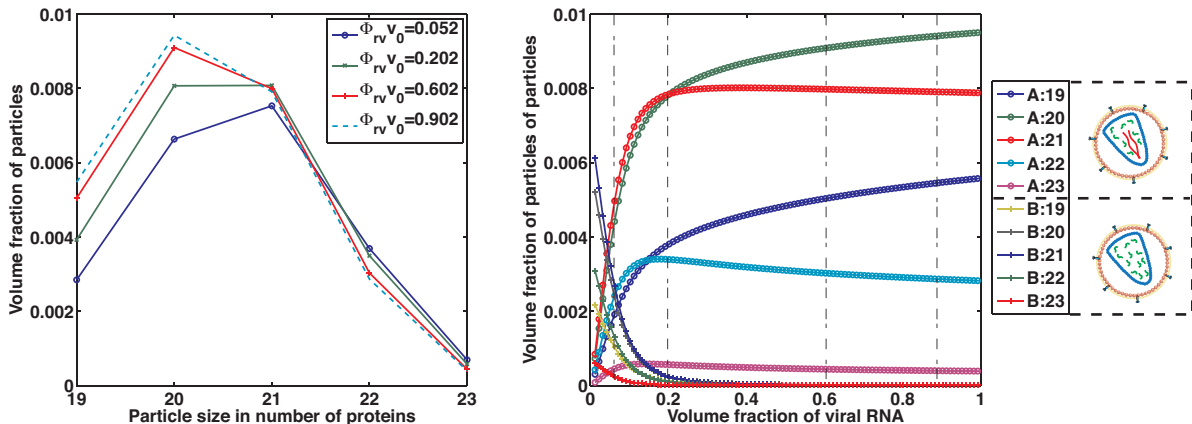 0.01
0.008
0.006
0.004
0.002
0
Volume fraction of particles
19
20
21
22
23
Particle size in number of proteins
Φrvv0=0.052
Φrvv0=0.202
Φrvv0=0.602
Φrvv0=0.902
0.01
0.008
0.006
0.004
0.002
0
Volume fraction of particles of particles
0
0.2
0.4
0.6
0.8
1
Volume fraction of viral RNA
A:19
A:20
A:21
A:22
A:23
B:19
B:20
B:21
B:22
B:23